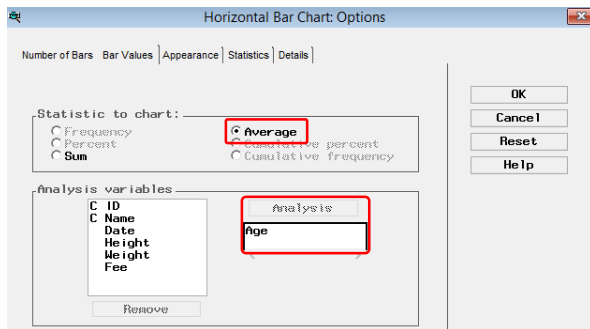 Horizontal Bar Chart: Options
Number of Bars Bar Values Appearance Statistics Details
OK
Cancel
Reset
Help
Statistic to chart:
Frequency
Percent
Sum
Average
Cumulative percent
Cumulative frequency
Analysis variables
C ID
C Name
Date
Height
Weight
Fee
Remove
Analysis
Age